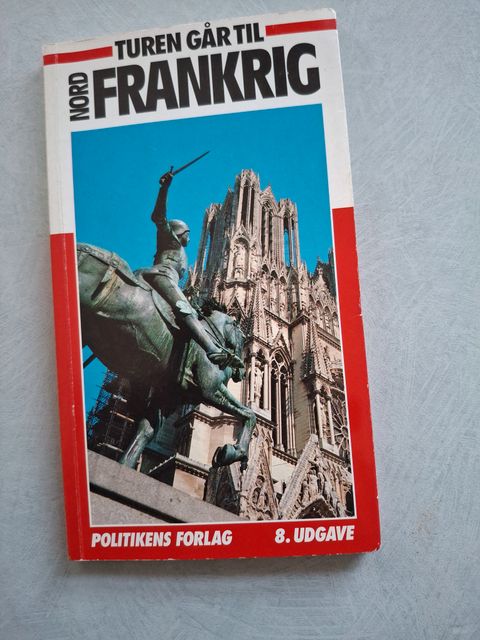 TUREN GÅR TIL
NORD
FRANKRIG
POLITIKENS FORLAG 8. UDGAVE